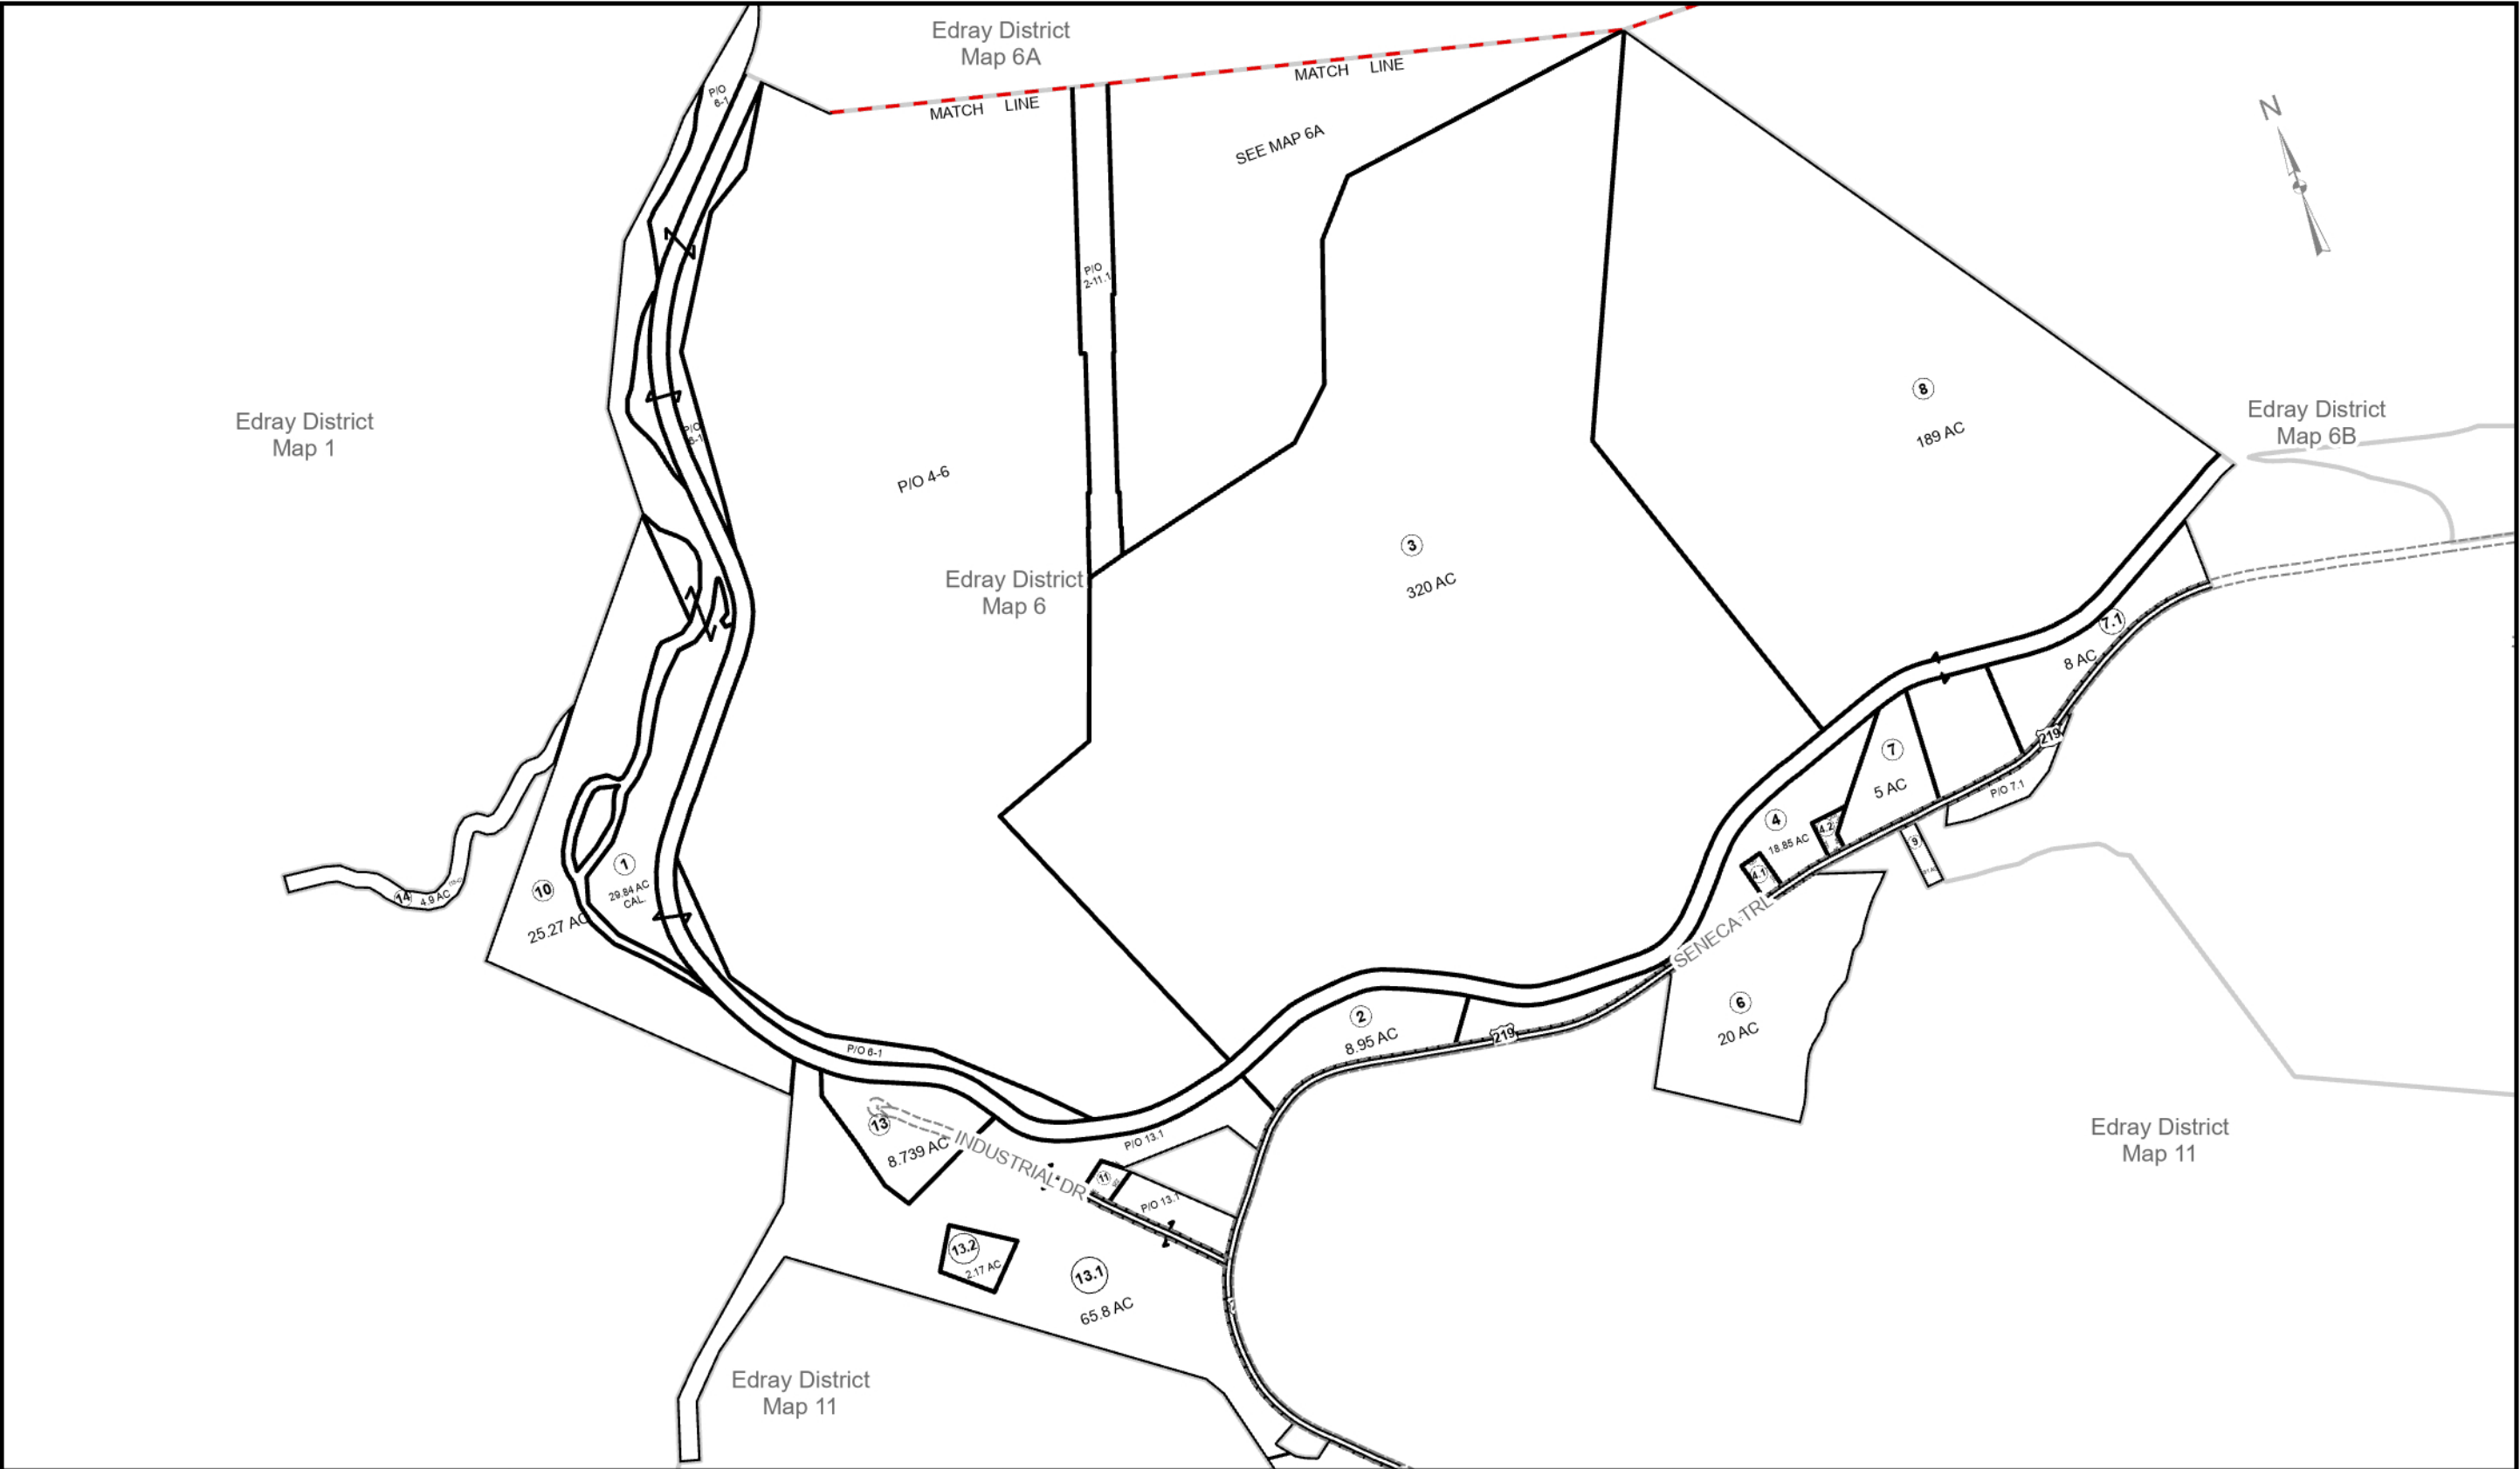 Edray District
Map 6A
MATCH LINE
MATCH LINE
SEE MAP 6A
N
P/O
6-1
P/O
2-11.1
P/O
6-1
P/O 4-6
8
189 AC
Edray District
Map 1
Edray District
Map 6B
3
320 AC
Edray District
Map 6
7.1
8 AC
219
7
5 AC
P/O 7.1
4
18.85 AC
4.2
4.1
9
SENECA TRL
1
29.84 AC
CAL.
10
25.27 AC
14
4.9 AC
6
20 AC
2
8.95 AC
219
P/O 6-1
13
8.739 AC
INDUSTRIAL DR
P/O 13.1
11
P/O 13.1
13.2
2.17 AC
13.1
65.8 AC
Edray District
Map 11
Edray District
Map 11